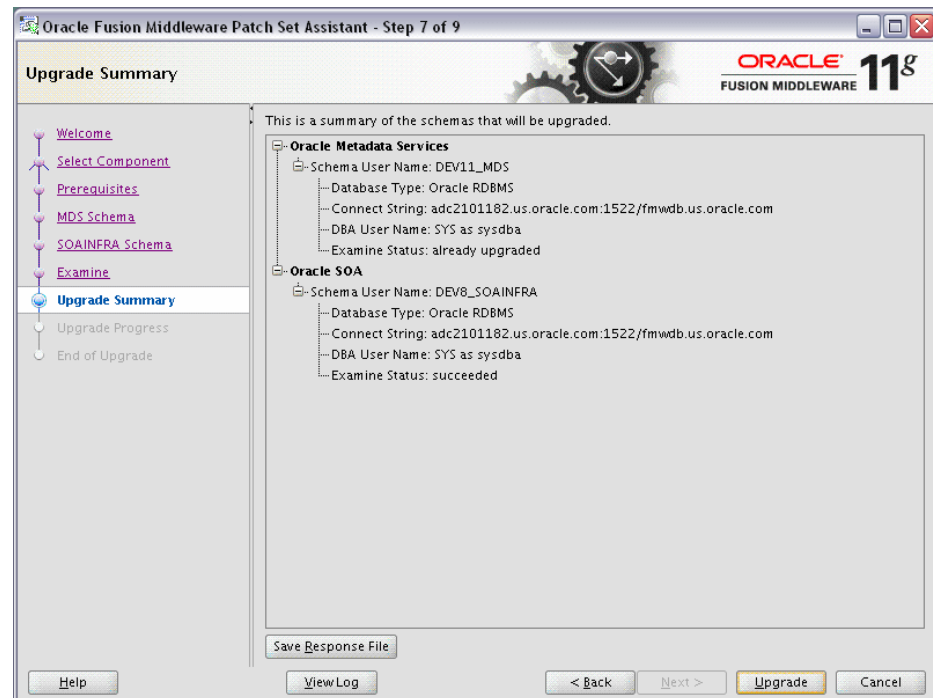 Oracle Fusion Middleware Patch Set Assistant - Step 7 of 9
Upgrade Summary
ORACLE
FUSION MIDDLEWARE
11g
Welcome
Select Component
Prerequisites
MDS Schema
SOAINFRA Schema
Examine
Upgrade Summary
Upgrade Progress
End of Upgrade
This is a summary of the schemas that will be upgraded.
Oracle Metadata Services
Schema User Name: DEV11_MDS
Database Type: Oracle RDBMS
Connect String: adc2101182.us.oracle.com:1522/fmwdb.us.oracle.com
DBA User Name: SYS as sysdba
Examine Status: already upgraded
Oracle SOA
Schema User Name: DEV8_SOAINFRA
Database Type: Oracle RDBMS
Connect String: adc2101182.us.oracle.com:1522/fmwdb.us.oracle.com
DBA User Name: SYS as sysdba
Examine Status: succeeded
Save Response File
Help
View Log
< Back
Next >
Upgrade
Cancel